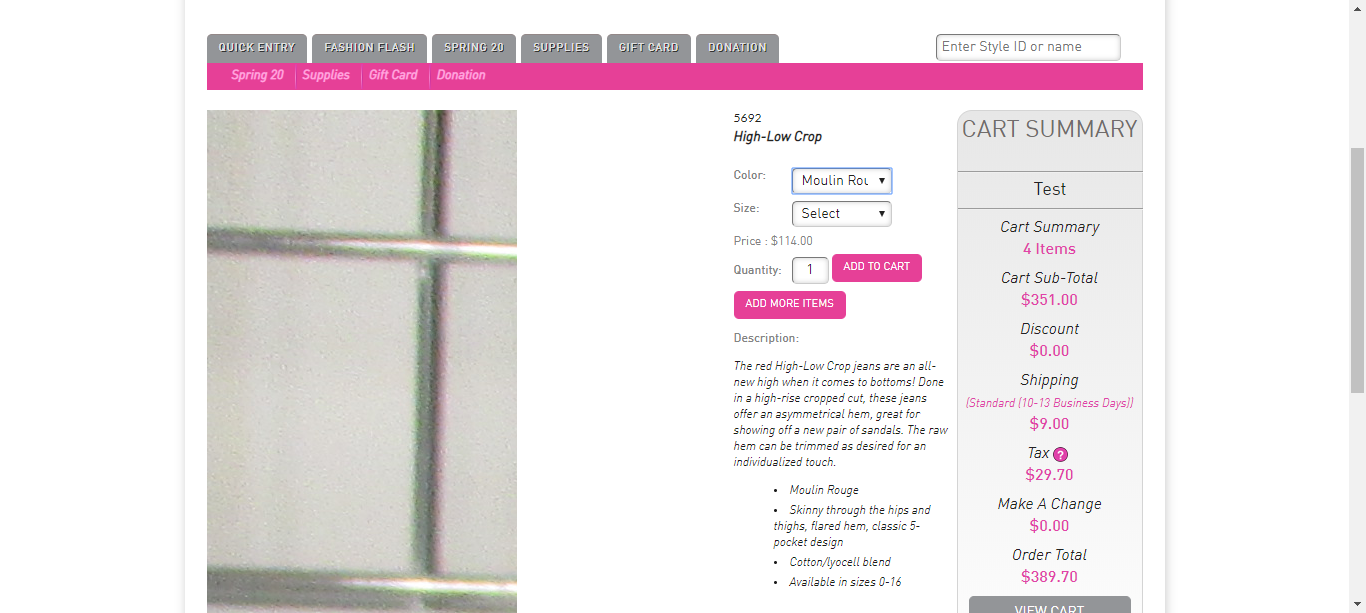 QUICK ENTRY
FASHION FLASH
SPRING 20
SUPPLIES
GIFT CARD
DONATION
Enter Style ID or name
Spring 20
Supplies
Gift Card
Donation
5692
High-Low Crop
Color:
Moulin Rou
Size:
Select
Price : $114.00
Quantity:
1
ADD TO CART
ADD MORE ITEMS
Description:
The red High-Low Crop jeans are an all-
new high when it comes to bottoms! Done
in a high-rise cropped cut, these jeans
offer an asymmetrical hem, great for
showing off a new pair of sandals. The raw
hem can be trimmed as desired for an
individualized touch.
• Moulin Rouge
• Skinny through the hips and
thighs, flared hem, classic 5-
pocket design
• Cotton/lyocell blend
• Available in sizes 0-16
CART SUMMARY
Test
Cart Summary
4 Items
Cart Sub-Total
$351.00
Discount
$0.00
Shipping
(Standard (10-13 Business Days))
$9.00
Tax ?
$29.70
Make A Change
$0.00
Order Total
$389.70
VIEW CART